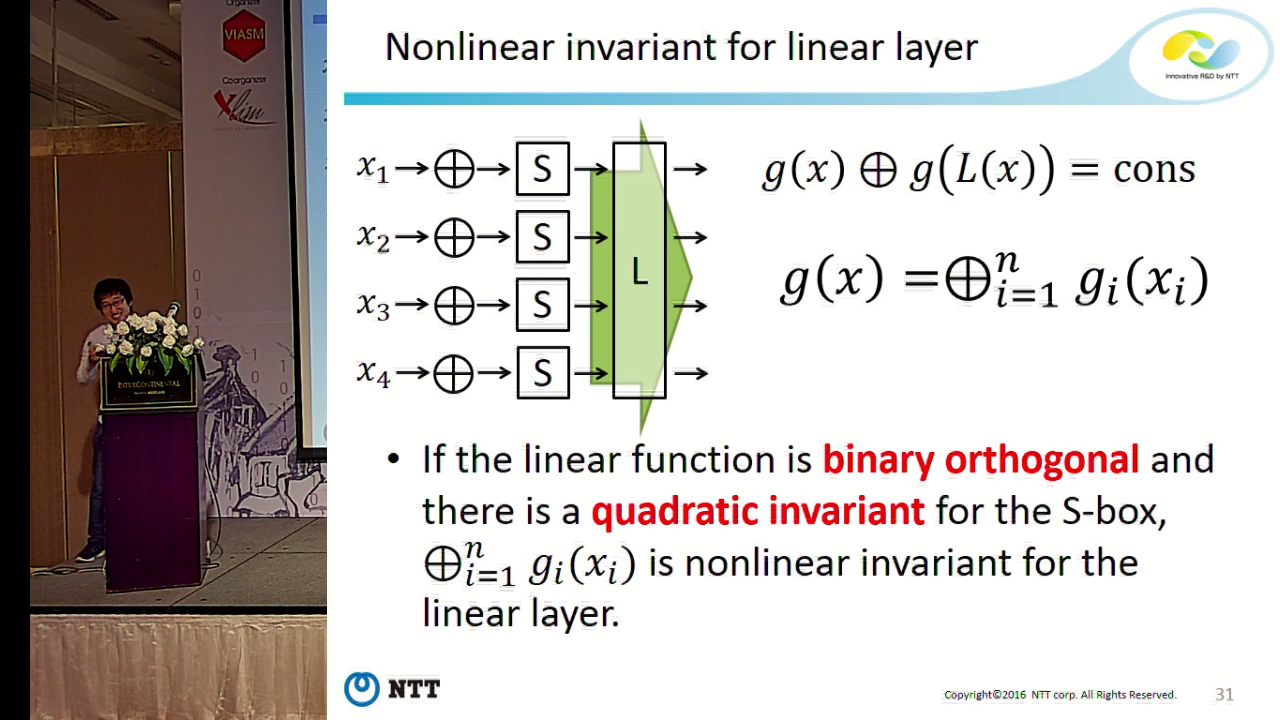 Organizer
VIASM
Co-organizer
Xlim
INTERCONTINENTAL
Nonlinear invariant for linear layer
Innovative R&D by NTT
x₁ → ⊕ → S →
x₂ → ⊕ → S →
x₃ → ⊕ → S →
x₄ → ⊕ → S →
L
g(x) ⊕ g(L(x)) = cons
g(x) =⊕ⁿᵢ₌₁ gᵢ(xᵢ)
• If the linear function is binary orthogonal and
there is a quadratic invariant for the S-box,
⊕ⁿᵢ₌₁ gᵢ(xᵢ) is nonlinear invariant for the
linear layer.
NTT
Copyright©2016 NTT corp. All Rights Reserved.
31